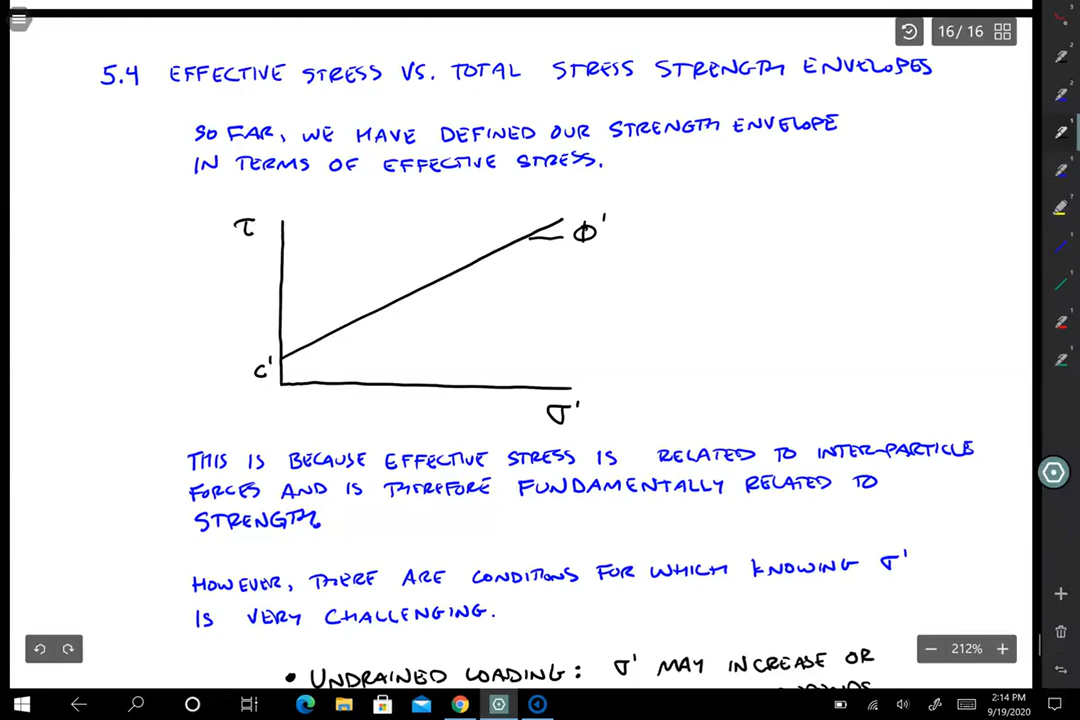 16/16
5.4 EFFECTIVE STRESS VS. TOTAL STRESS STRENGTH ENVELOPES
SO FAR, WE HAVE DEFINED OUR STRENGTH ENVELOPE
IN TERMS OF EFFECTIVE STRESS.
τ
φ'
c'
σ'
THIS IS BECAUSE EFFECTIVE STRESS IS RELATED TO INTER-PARTICLE
FORCES AND IS THEREFORE FUNDAMENTALLY RELATED TO
STRENGTH.
HOWEVER, THERE ARE CONDITIONS FOR WHICH KNOWING σ'
IS VERY CHALLENGING.
212%
• UNDRAINED LOADING: σ' MAY INCREASE OR
2:14 PM
9/19/2020